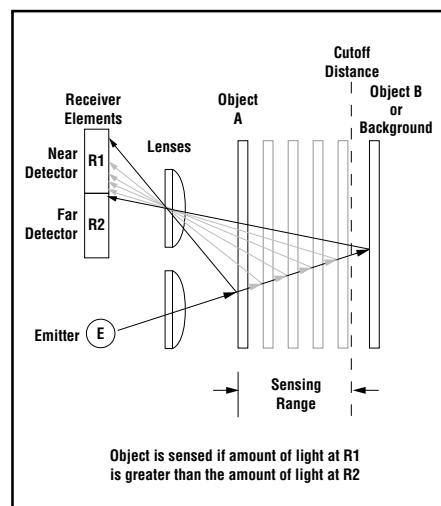 Cutoff
Distance
Receiver
Elements
Object
A
Object B
or
Background
Lenses
Near
Detector
R1
Far
Detector
R2
Emitter
E
Sensing
Range
Object is sensed if amount of light at R1
is greater than the amount of light at R2